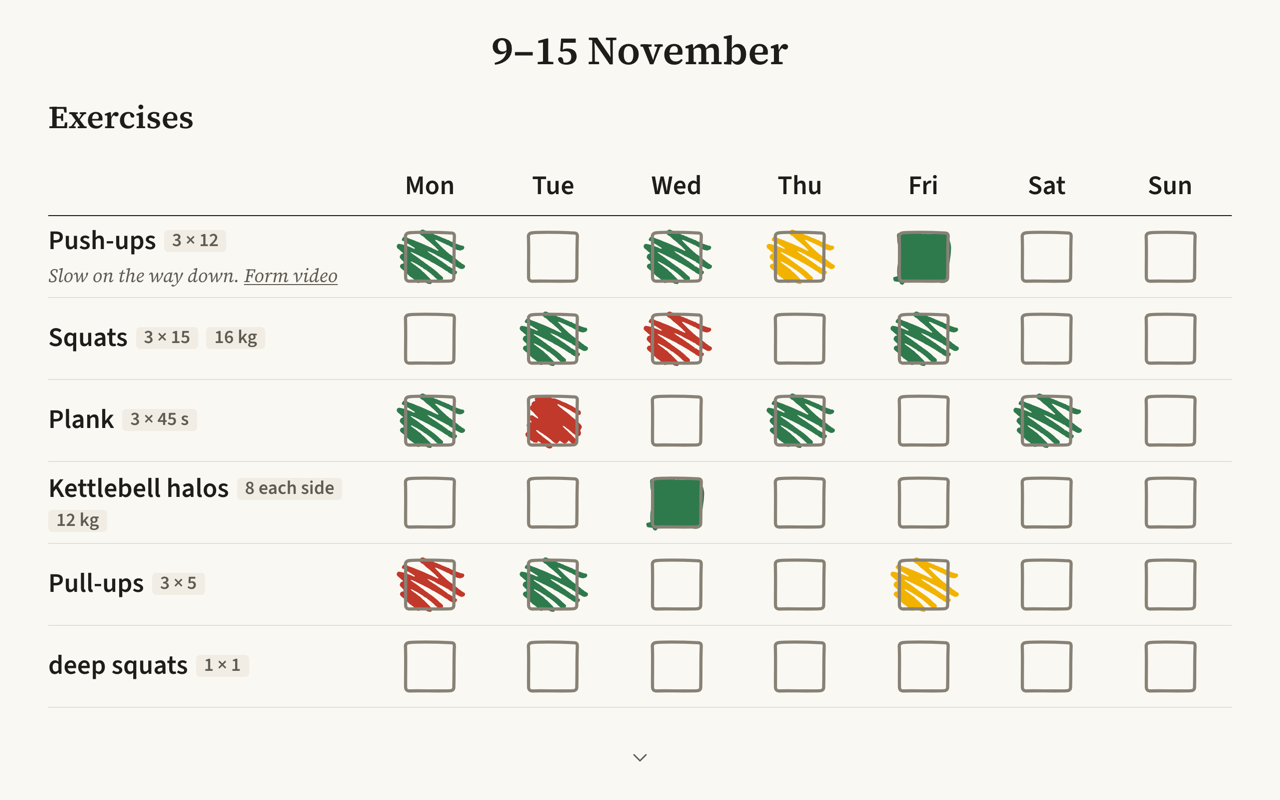 9–15 November
Exercises
Mon Tue Wed Thu Fri Sat Sun
Push-ups 3 × 12
Slow on the way down. Form video
Squats 3 × 15 16 kg
Plank 3 × 45 s
Kettlebell halos 8 each side
12 kg
Pull-ups 3 × 5
deep squats 1 × 1